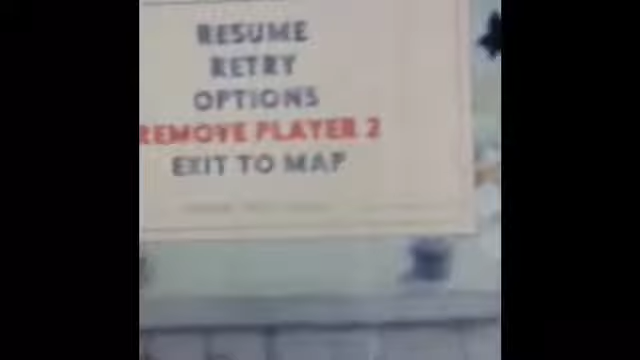 RESUME
RETRY
OPTIONS
REMOVE PLAYER 2
EXIT TO MAP